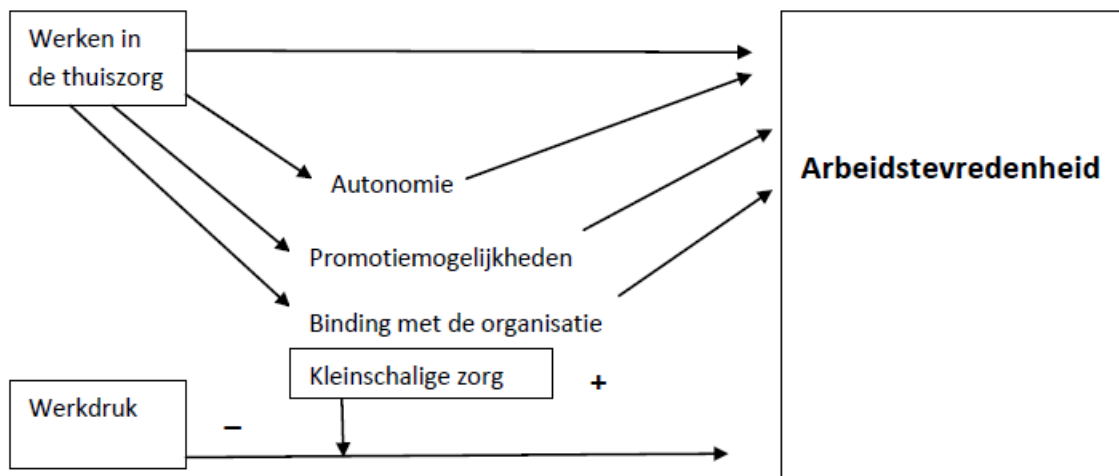 Werken in
de thuiszorg
Autonomie
Arbeidstevredenheid
Promotiemogelijkheden
Binding met de organisatie
Kleinschalige zorg
+
Werkdruk
–